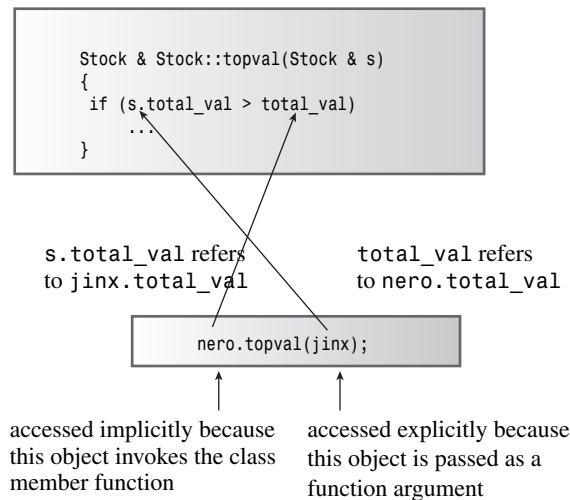 Stock & Stock::topval(Stock & s)
{
if (s.total_val > total_val)
...
}
s.total_val refers
to jinx.total_val
total_val refers
to nero.total_val
nero.topval(jinx);
accessed implicitly because
this object invokes the class
member function
accessed explicitly because
this object is passed as a
function argument